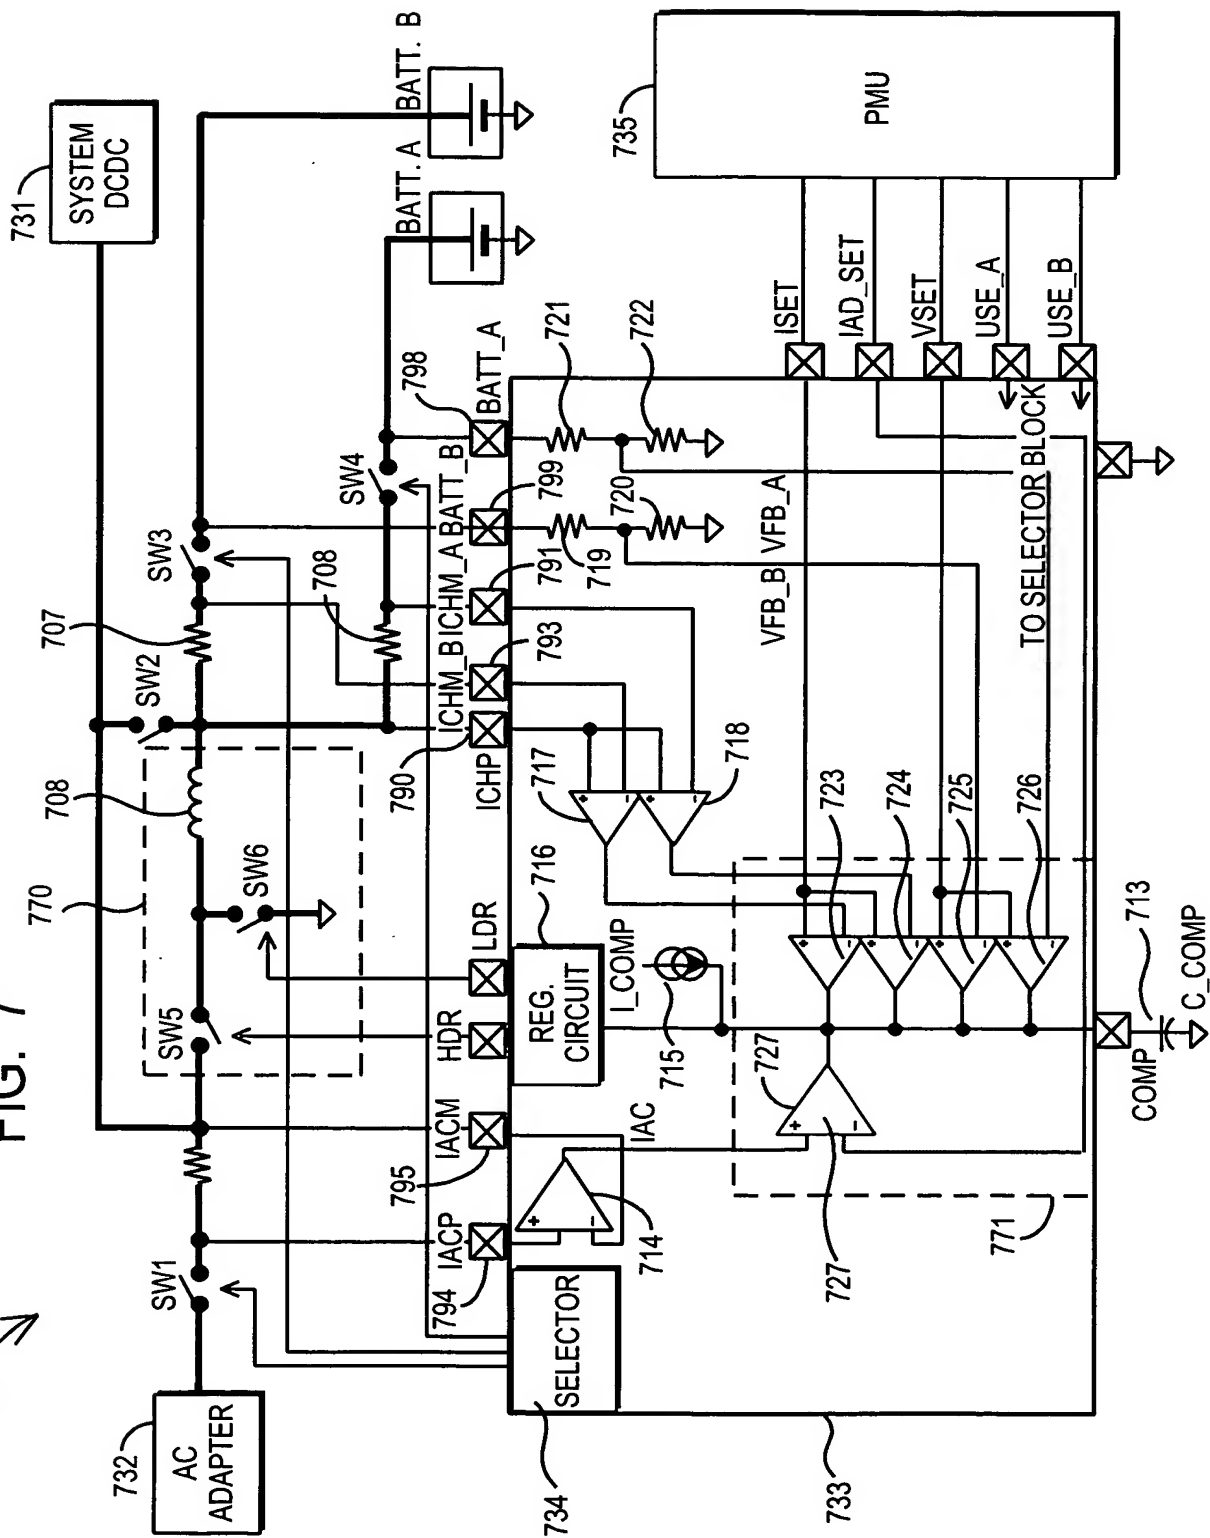 FIG. 7
731
SYSTEM
DCDC
770
708
707
732
AC
ADAPTER
SW1
SW5
SW6
SW2
SW3
708
SW4
BATT. A
BATT. B
794
IACP
795
IACM
HDR
LDR
790
ICHP
ICHM_B
793
ICHM_A
791
BATT_B
799
798
BATT_A
734
SELECTOR
714
REG.
CIRCUIT
716
717
718
719
720
721
722
735
PMU
IAC
I_COMP
715
VFB_B
VFB_A
ISET
IAD_SET
VSET
USE_A
USE_B
TO SELECTOR BLOCK
733
771
727
727
723
724
725
726
COMP
713
C_COMP
+
-
+
-
+
-
+
-
+
-
+
-
+
-
+
-